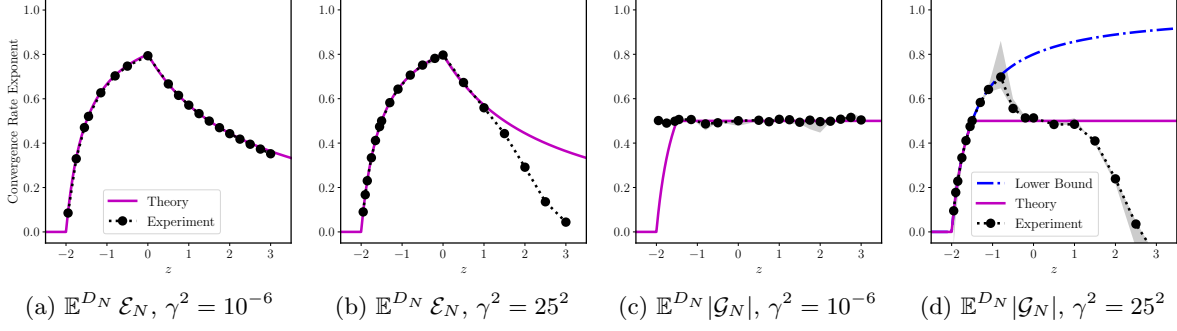 Convergence Rate Exponent
1.0
0.8
0.6
0.4
0.2
0.0
−2 −1 0 1 2 3
z
Theory
Experiment
(a) 𝔼^{D_N} ℰ_N, γ² = 10⁻⁶
1.0
0.8
0.6
0.4
0.2
0.0
−2 −1 0 1 2 3
z
(b) 𝔼^{D_N} ℰ_N, γ² = 25²
1.0
0.8
0.6
0.4
0.2
0.0
−2 −1 0 1 2 3
z
(c) 𝔼^{D_N}|𝒢_N|, γ² = 10⁻⁶
1.0
0.8
0.6
0.4
0.2
0.0
−2 −1 0 1 2 3
z
Lower Bound
Theory
Experiment
(d) 𝔼^{D_N}|𝒢_N|, γ² = 25²